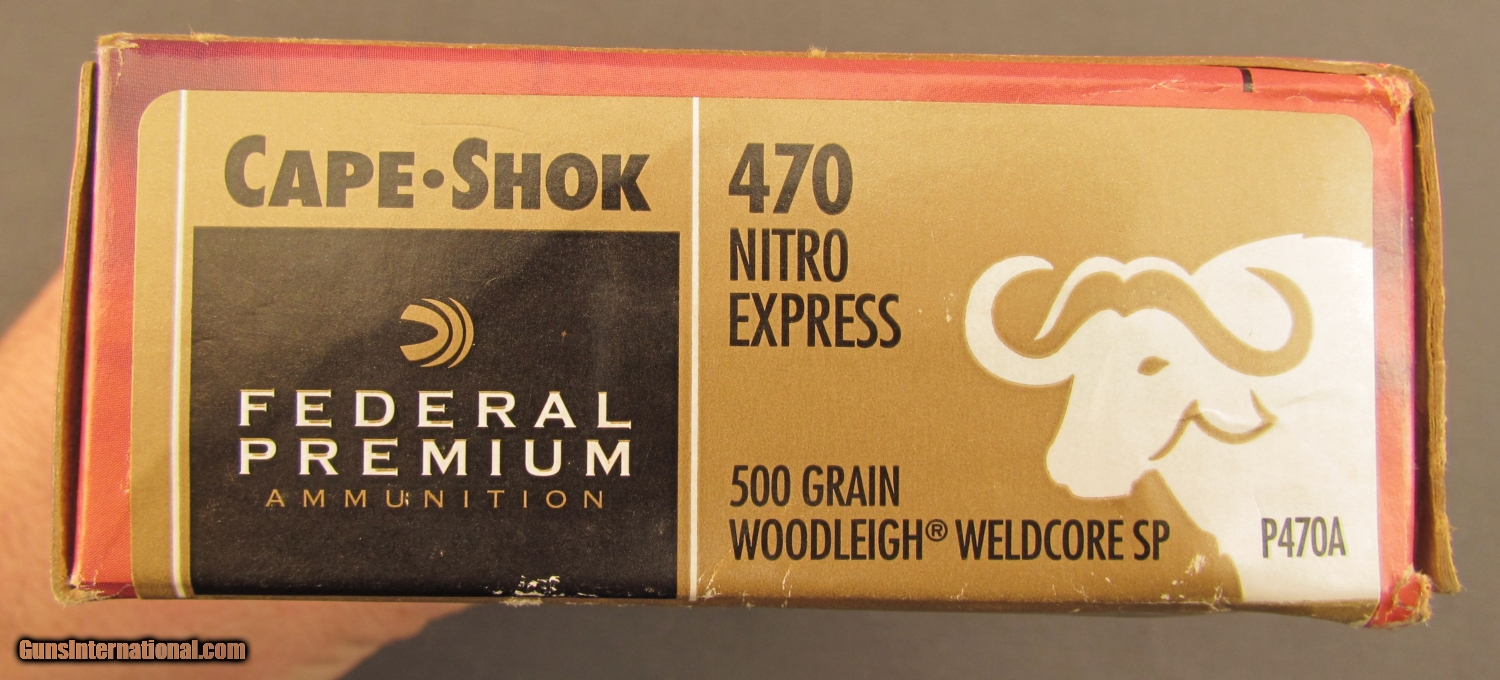 CAPE•SHOK
FEDERAL
PREMIUM
AMMUNITION
470
NITRO
EXPRESS
500 GRAIN
WOODLEIGH® WELDCORE SP
P470A
GunsInternational.com